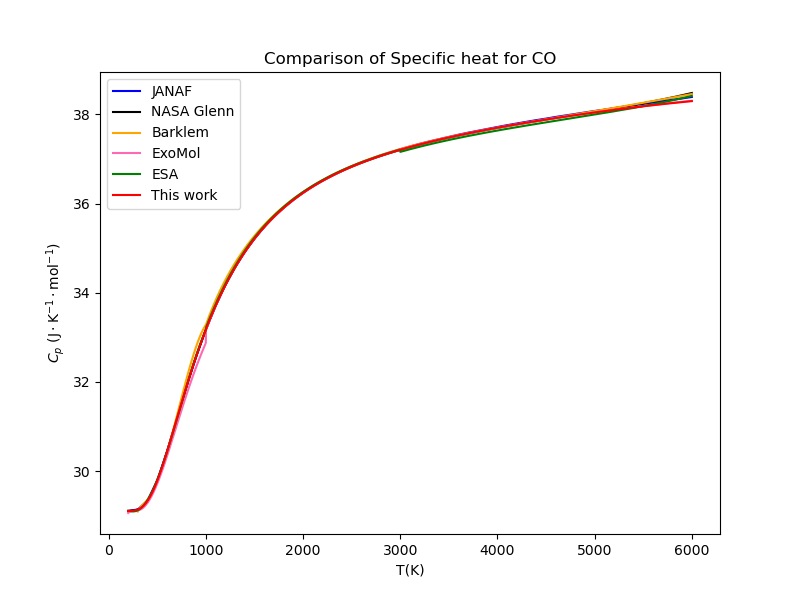 Comparison of Specific heat for CO
JANAF
NASA Glenn
Barklem
ExoMol
ESA
This work
38
36
34
32
30
$C_p$ (J · K$^{-1}$ · mol$^{-1}$)
0 1000 2000 3000 4000 5000 6000
T(K)